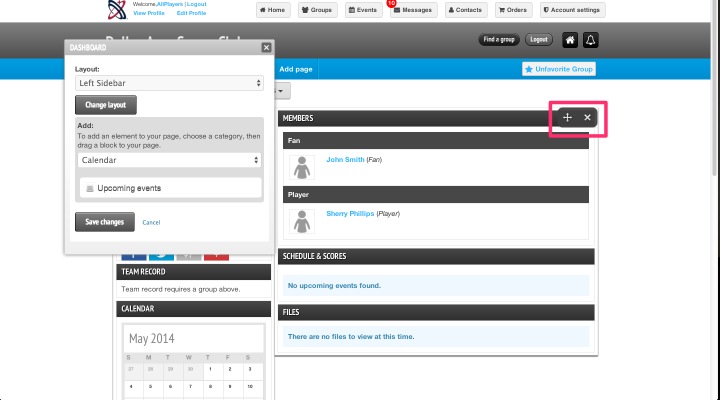 Welcome, AllPlayers | Logout
View Profile Edit Profile
Home
Groups
Events
10
Messages
Contacts
Orders
Account settings
Find a group
Logout
DASHBOARD
Add page
Unfavorite Group
Layout:
Left Sidebar
Change layout
Add:
To add an element to your page, choose a category, then
drag a block to your page.
Calendar
Upcoming events
Save changes Cancel
MEMBERS
Fan
John Smith (Fan)
Player
Sherry Phillips (Player)
SCHEDULE & SCORES
No upcoming events found.
FILES
There are no files to view at this time.
TEAM RECORD
Team record requires a group above.
CALENDAR
May 2014
S M T W T F S
27 28 29 30 1 2 3
4 5 6 7 8 9 10